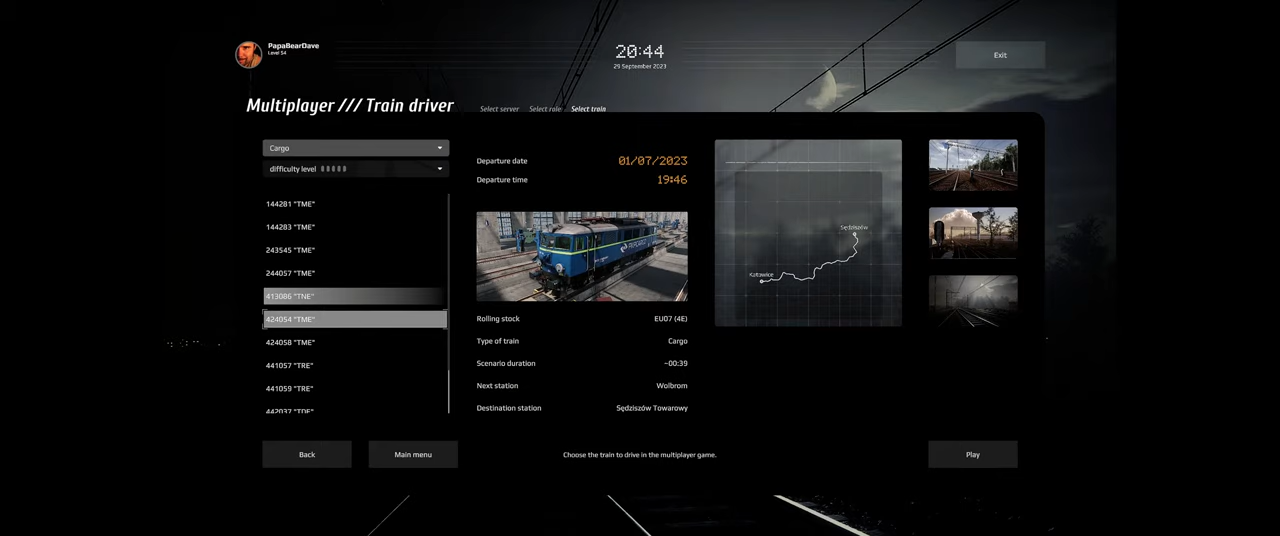 PapaBearDave
Level 54
20:44
29 September 2023
Exit
Multiplayer /// Train driver
Select server
Select role
Select train
Cargo
difficulty level
144281 "TME"
144283 "TME"
243545 "TME"
244057 "TME"
413086 "TNE"
424054 "TME"
424058 "TME"
441057 "TRE"
441059 "TRE"
Departure date 01/07/2023
Departure time 19:46
Rolling stock EU07 (4E)
Type of train Cargo
Scenario duration ~00:39
Next station Wolbrom
Destination station Sędziszów Towarowy
Sędziszów
Katowice
Back
Main menu
Choose the train to drive in the multiplayer game.
Play